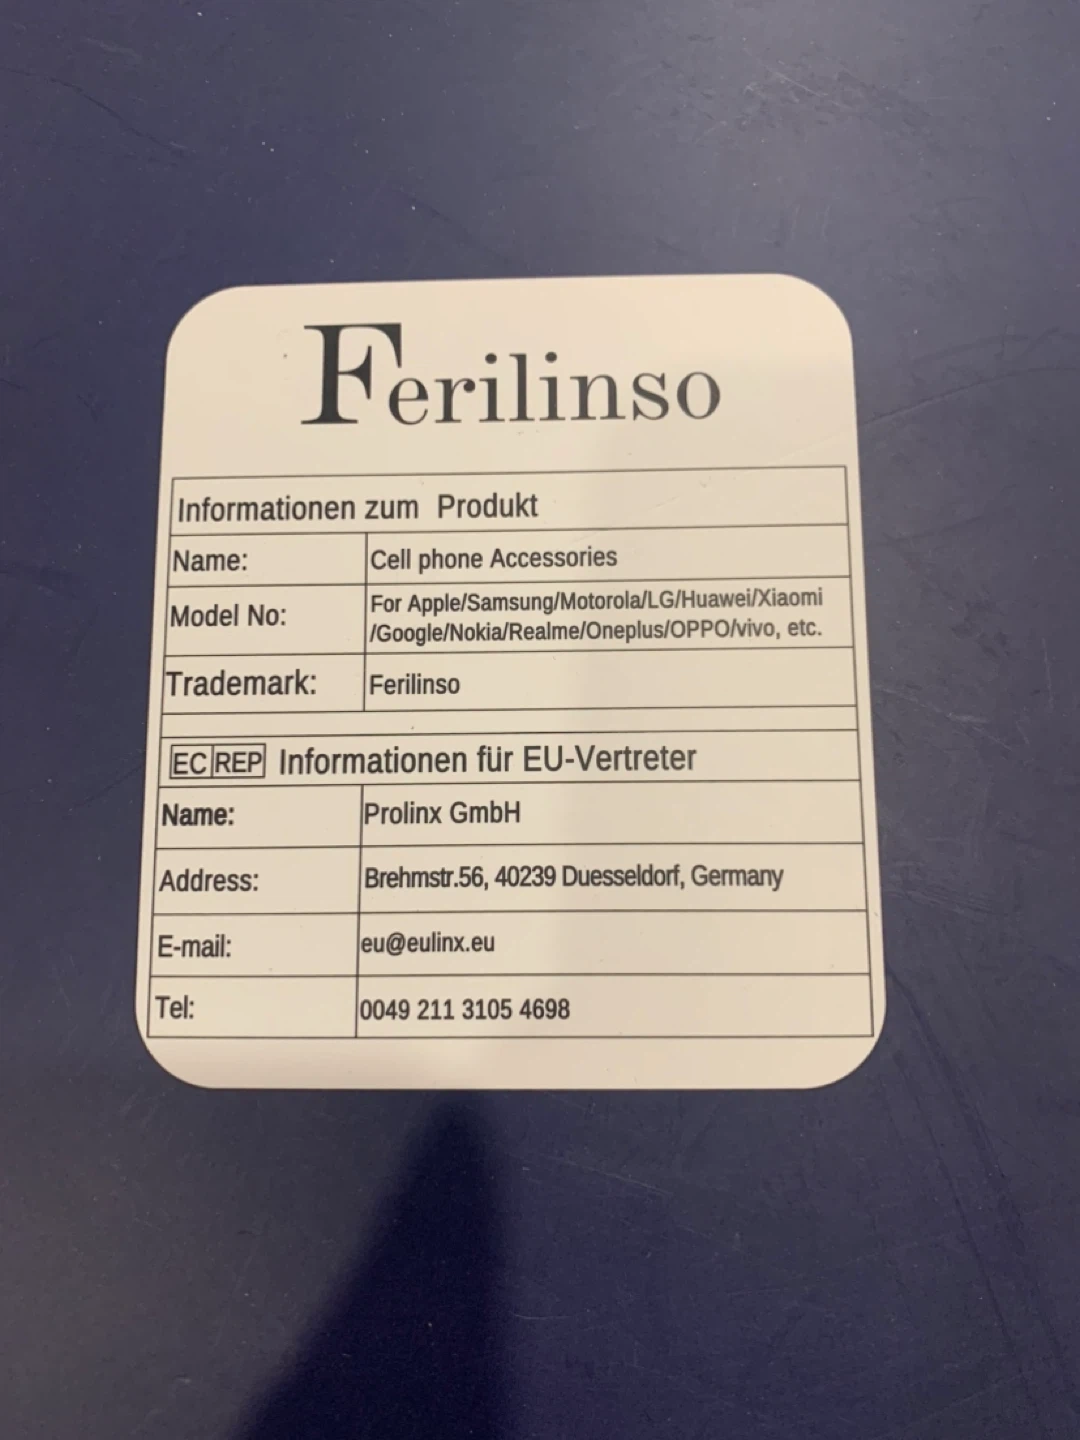 Ferilinso
Informationen zum Produkt
Name: Cell phone Accessories
Model No: For Apple/Samsung/Motorola/LG/Huawei/Xiaomi
/Google/Nokia/Realme/Oneplus/OPPO/vivo, etc.
Trademark: Ferilinso
EC REP Informationen für EU-Vertreter
Name: Prolinx GmbH
Address: Brehmstr.56, 40239 Duesseldorf, Germany
E-mail: eu@eulinx.eu
Tel: 0049 211 3105 4698